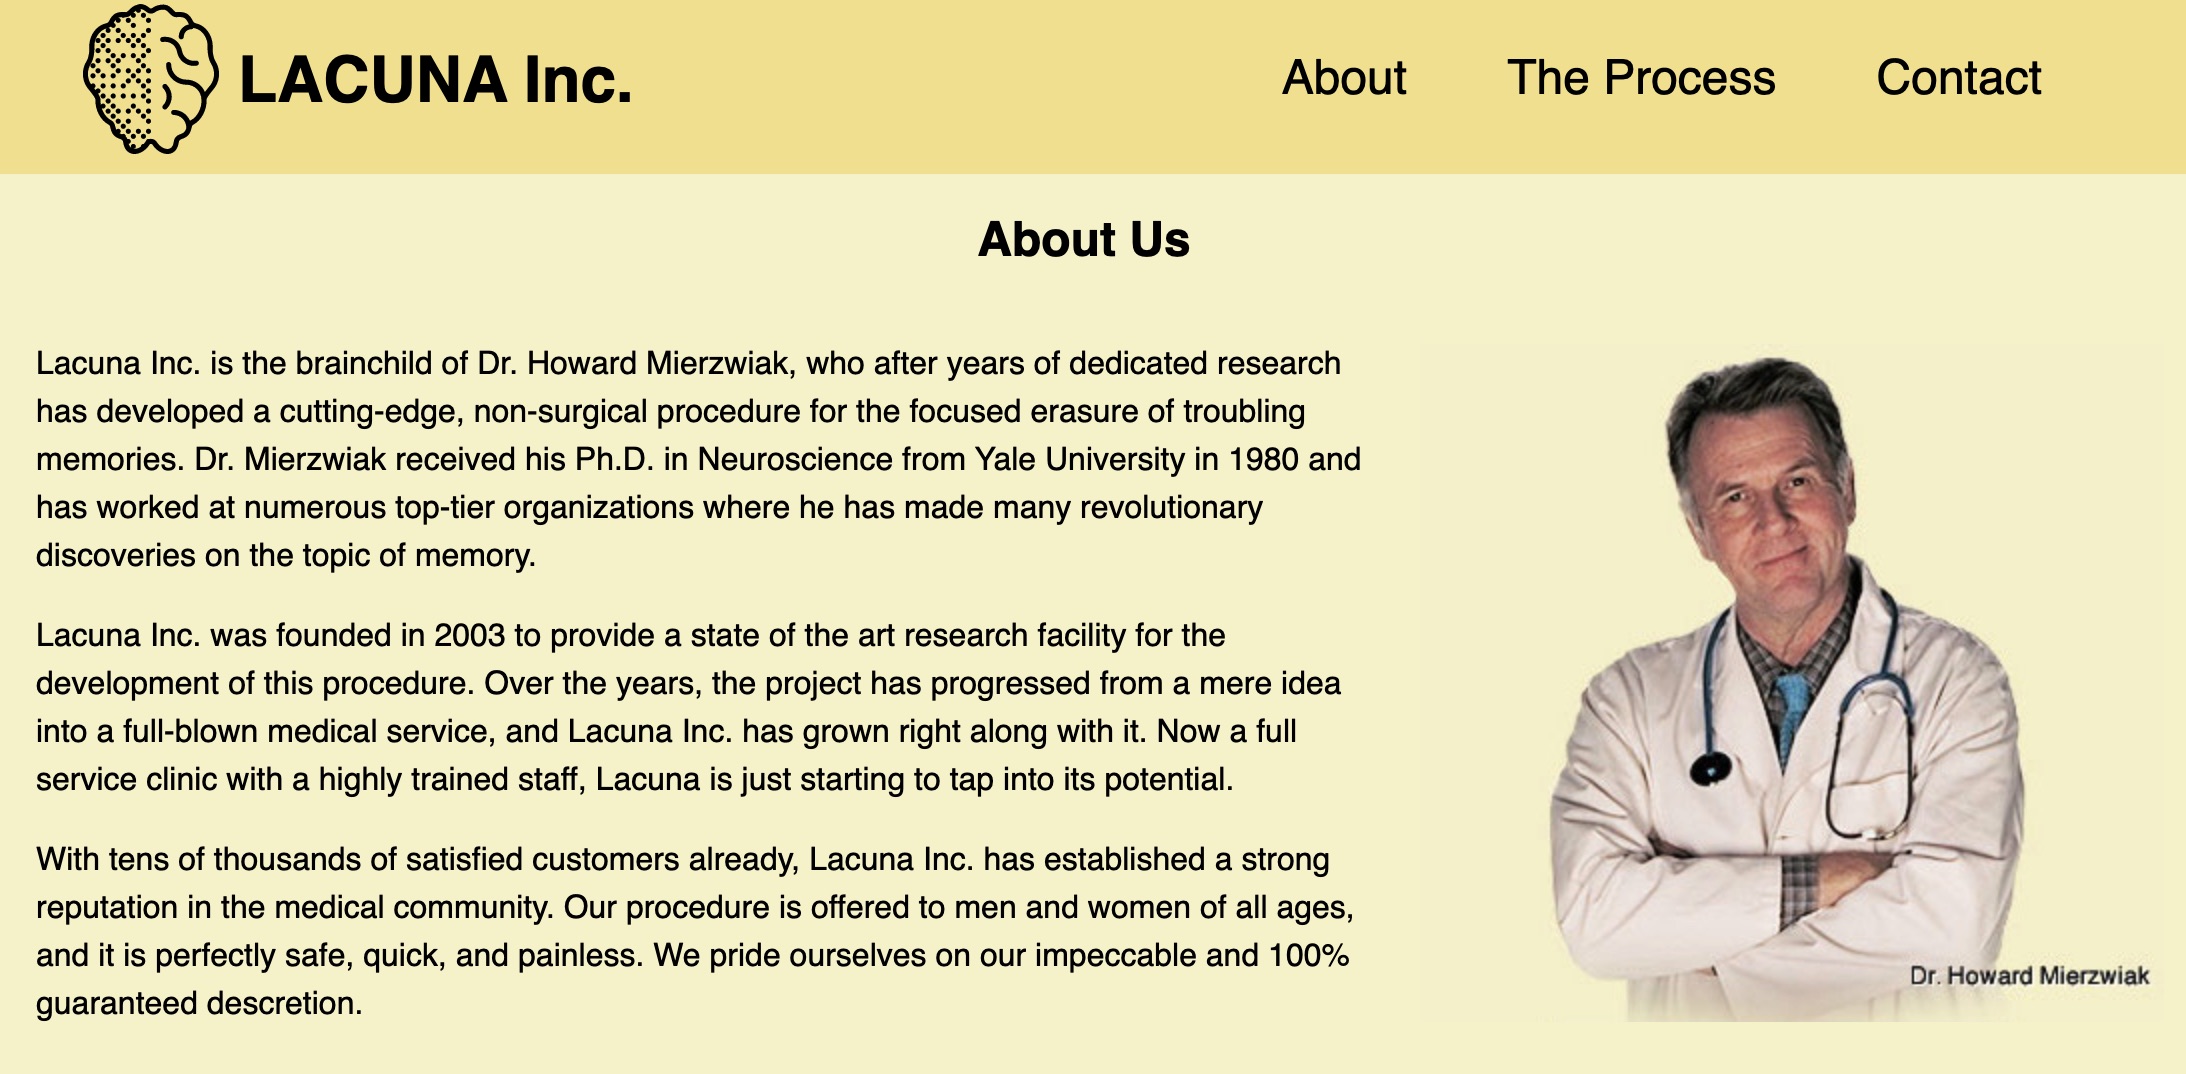 LACUNA Inc.
About The Process Contact
About Us
Lacuna Inc. is the brainchild of Dr. Howard Mierzwiak, who after years of dedicated research
has developed a cutting-edge, non-surgical procedure for the focused erasure of troubling
memories. Dr. Mierzwiak received his Ph.D. in Neuroscience from Yale University in 1980 and
has worked at numerous top-tier organizations where he has made many revolutionary
discoveries on the topic of memory.
Lacuna Inc. was founded in 2003 to provide a state of the art research facility for the
development of this procedure. Over the years, the project has progressed from a mere idea
into a full-blown medical service, and Lacuna Inc. has grown right along with it. Now a full
service clinic with a highly trained staff, Lacuna is just starting to tap into its potential.
With tens of thousands of satisfied customers already, Lacuna Inc. has established a strong
reputation in the medical community. Our procedure is offered to men and women of all ages,
and it is perfectly safe, quick, and painless. We pride ourselves on our impeccable and 100%
guaranteed descretion.
Dr. Howard Mierzwiak